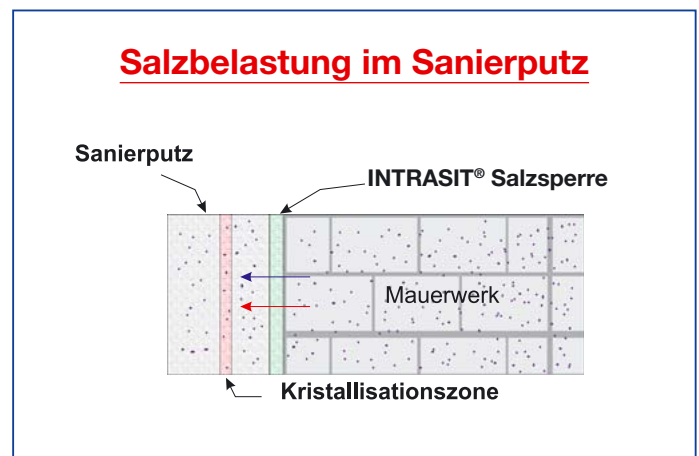 Salzbelastung im Sanierputz
Sanierputz
INTRASIT® Salzsperre
Mauerwerk
Kristallisationszone